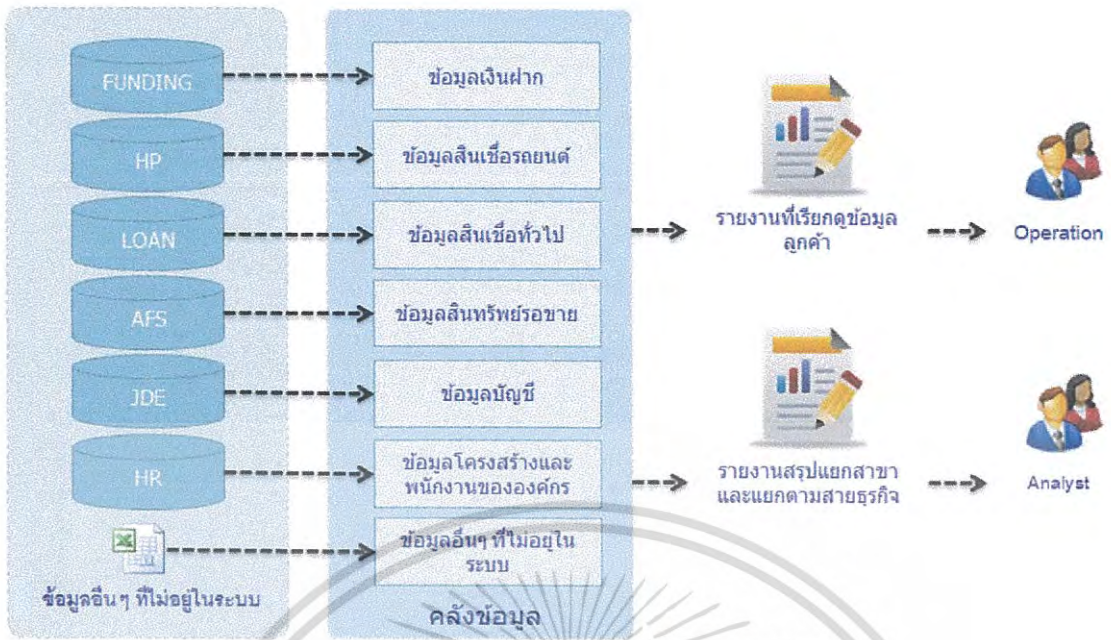 FUNDING
HP
LOAN
AFS
JDE
HR
ข้อมูลอื่นๆ ที่ไม่อยู่ในระบบ
ข้อมูลเงินฝาก
ข้อมูลสินเชื่อรถยนต์
ข้อมูลสินเชื่อทั่วไป
ข้อมูลสินทรัพย์รอขาย
ข้อมูลบัญชี
ข้อมูลโครงสร้างและ
พนักงานขององค์กร
ข้อมูลอื่นๆ ที่ไม่อยู่ใน
ระบบ
คลังข้อมูล
รายงานที่เรียกดูข้อมูล
ลูกค้า
Operation
รายงานสรุปแยกสาขา
และแยกตามสายธุรกิจ
Analyst